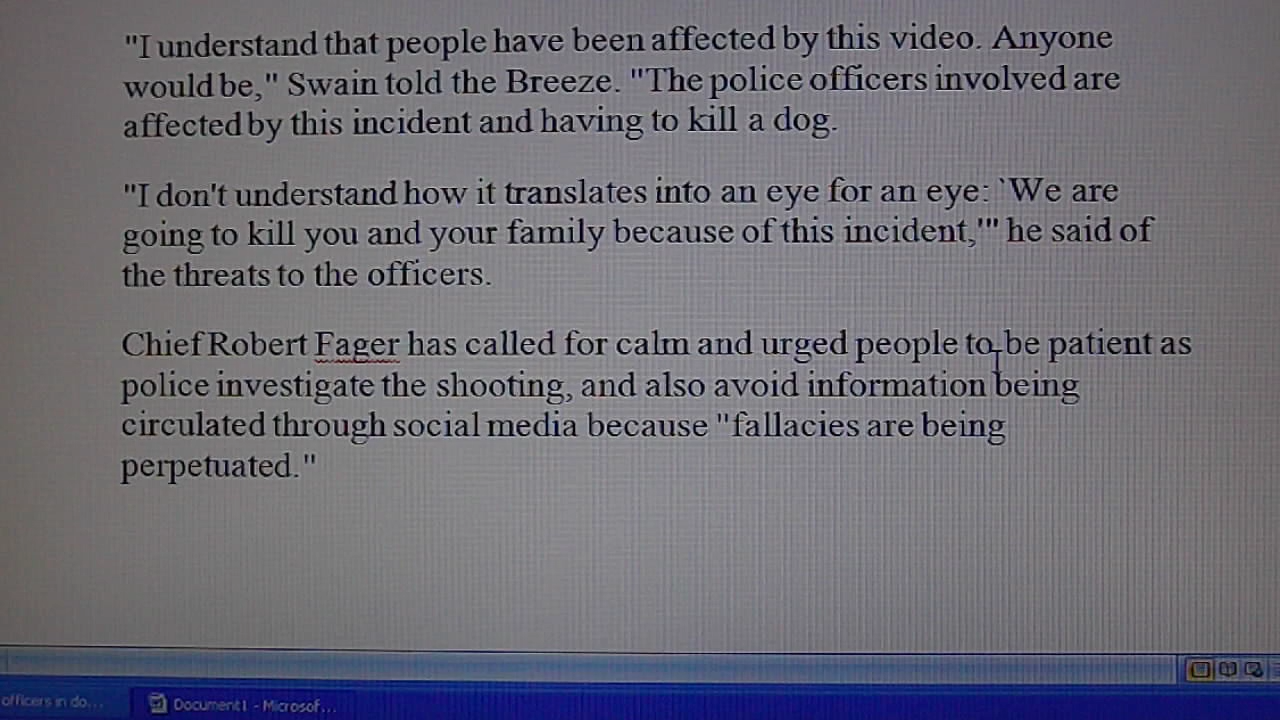 "I understand that people have been affected by this video. Anyone
would be," Swain told the Breeze. "The police officers involved are
affected by this incident and having to kill a dog.
"I don't understand how it translates into an eye for an eye: `We are
going to kill you and your family because of this incident,'" he said of
the threats to the officers.
Chief Robert Fager has called for calm and urged people to be patient as
police investigate the shooting, and also avoid information being
circulated through social media because "fallacies are being
perpetuated."
officers in do...
Document1 - Microsof...